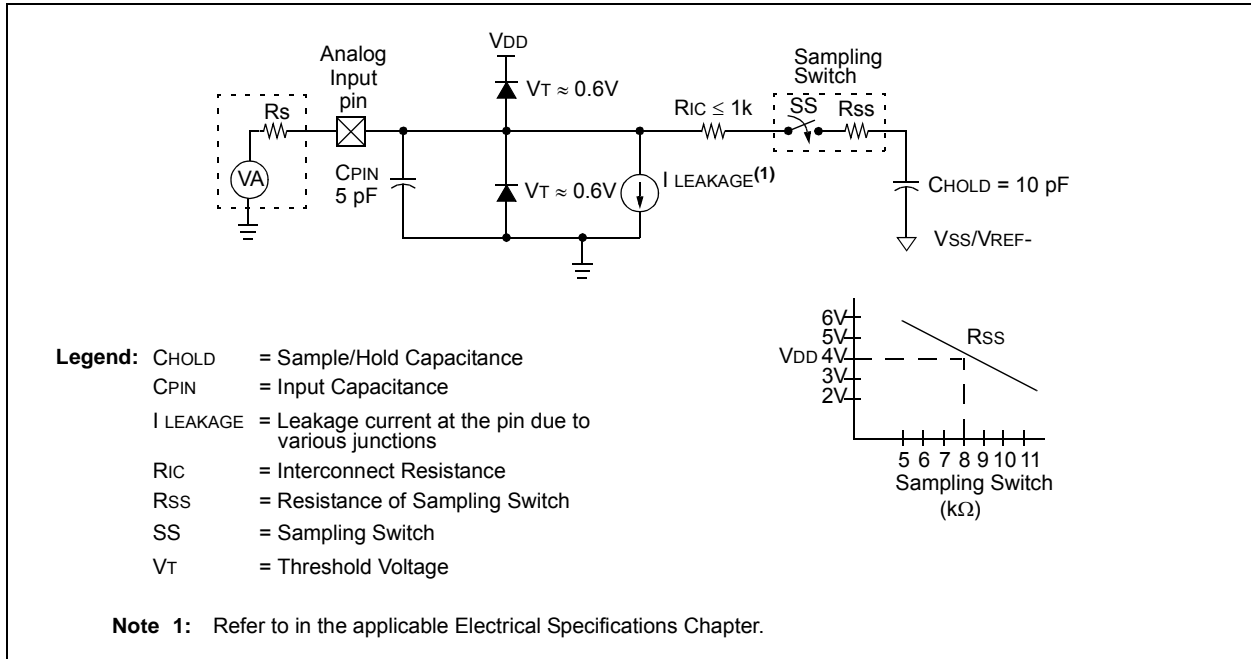 VDD
Analog
Input
pin
Sampling
Switch
VT ≈ 0.6V
Rs
RIC ≤ 1k
SS
Rss
VA
CPIN
5 pF
VT ≈ 0.6V
I LEAKAGE(1)
CHOLD = 10 pF
VSS/VREF-
6V
5V
VDD 4V
3V
2V
RSS
5 6 7 8 9 10 11
Sampling Switch
(kΩ)
Legend: CHOLD = Sample/Hold Capacitance
CPIN = Input Capacitance
I LEAKAGE = Leakage current at the pin due to
various junctions
RIC = Interconnect Resistance
RSS = Resistance of Sampling Switch
SS = Sampling Switch
VT = Threshold Voltage
Note 1: Refer to in the applicable Electrical Specifications Chapter.